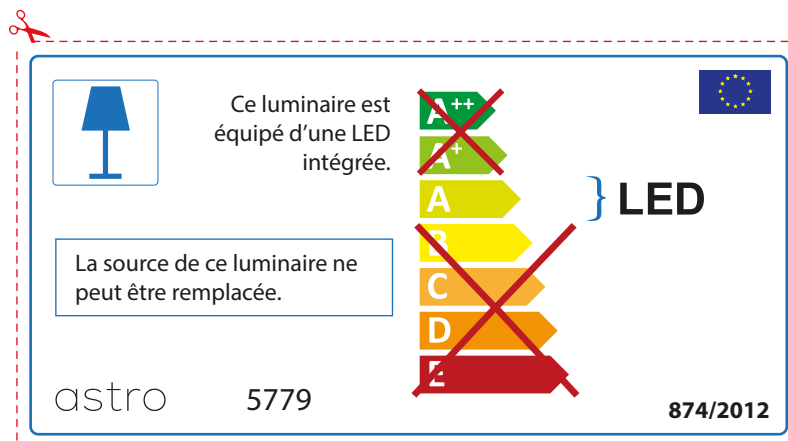 Ce luminaire est
équipé d’une LED
intégrée.
A++
A+
A
B
C
D
E
LED
La source de ce luminaire ne
peut être remplacée.
astro
5779
874/2012